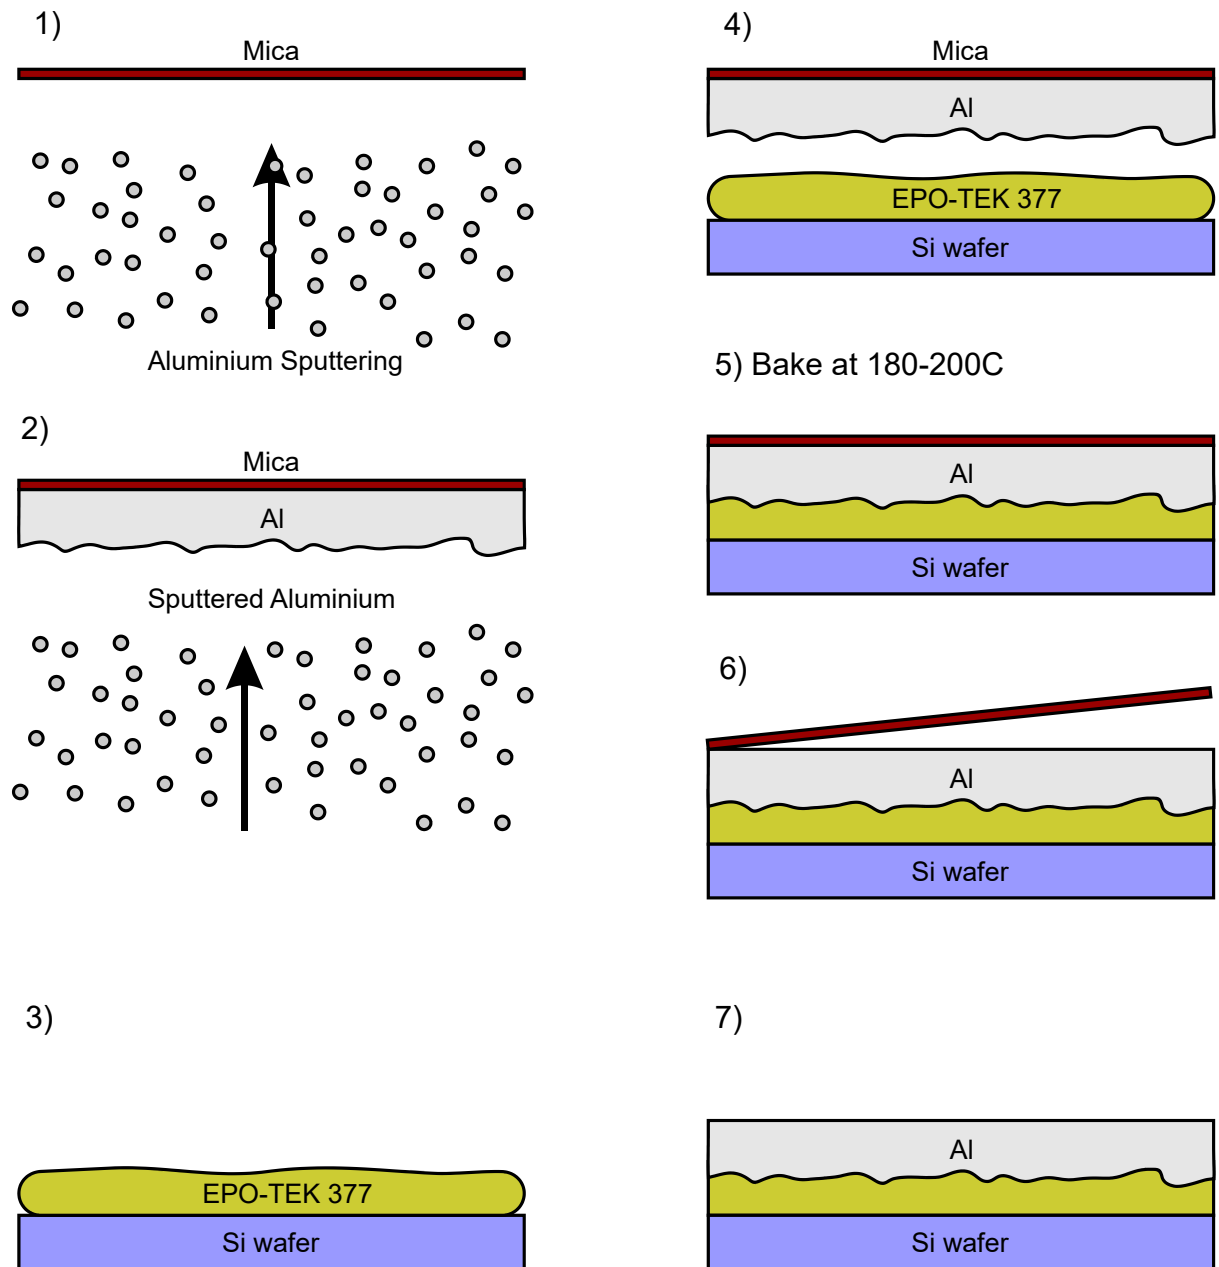 1)
Mica
Aluminium Sputtering
2)
Mica
Al
Sputtered Aluminium
3)
EPO-TEK 377
Si wafer
4)
Mica
Al
EPO-TEK 377
Si wafer
5) Bake at 180-200C
Al
Si wafer
6)
Al
Si wafer
7)
Al
Si wafer